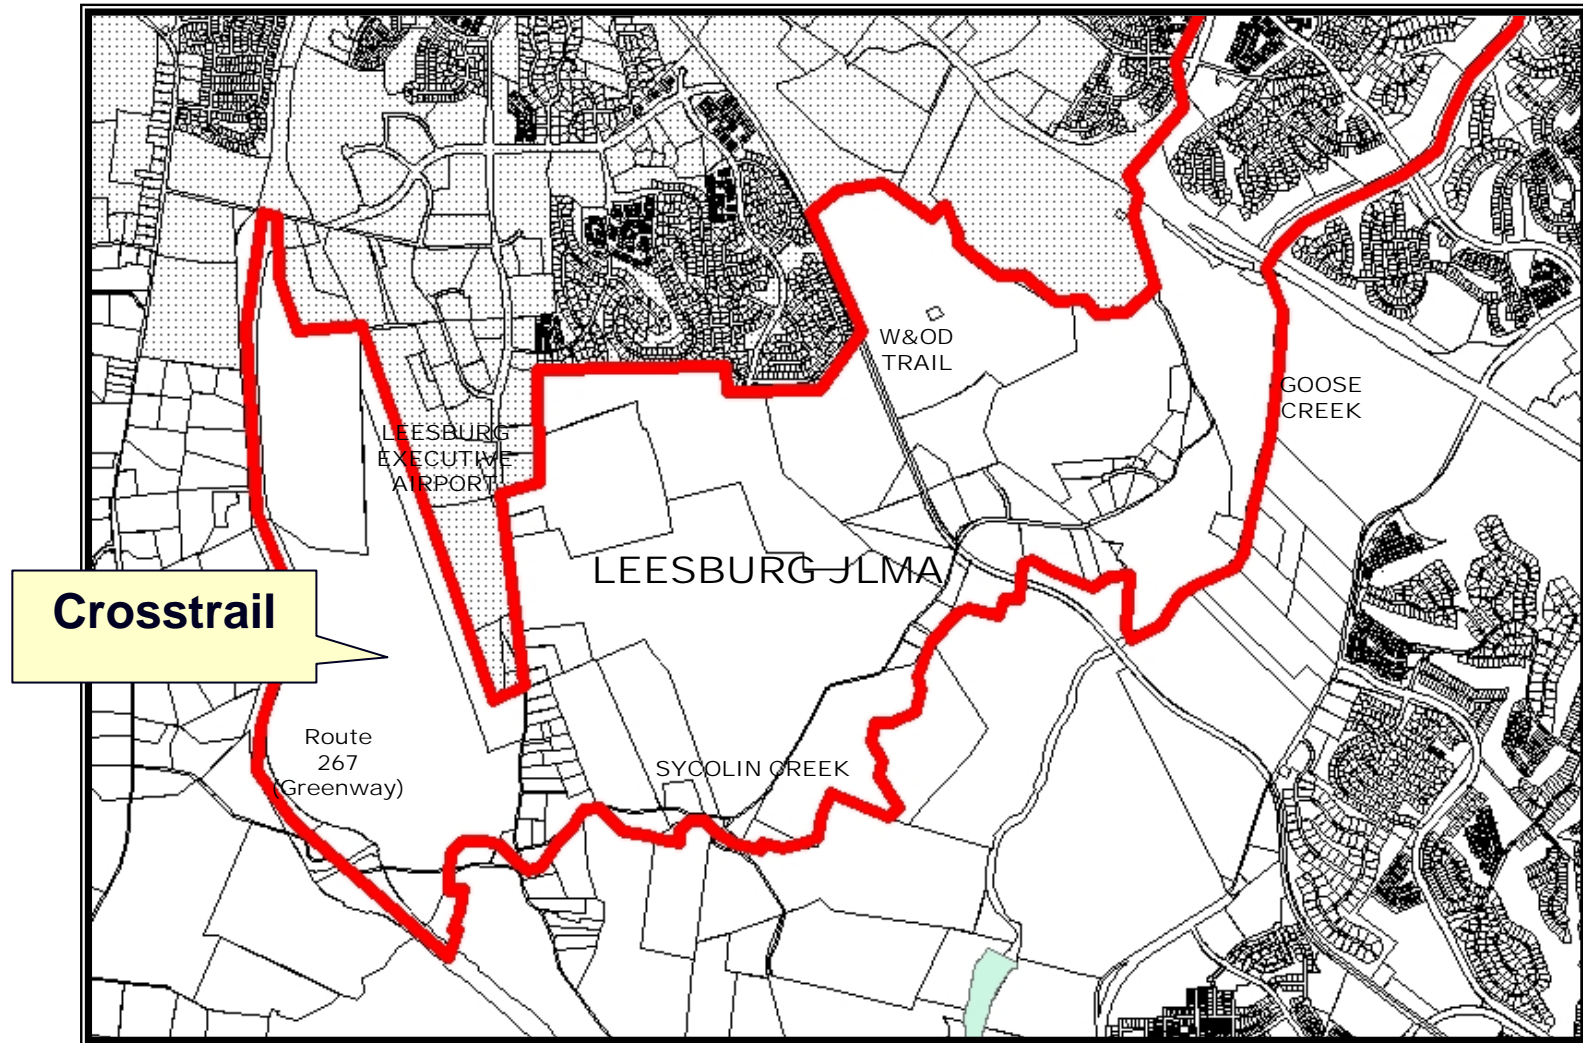 W&OD
TRAIL
GOOSE
CREEK
LEESBURG
EXECUTIVE
AIRPORT
LEESBURG JLMA
Crosstrail
Route
267
(Greenway)
SYCOLIN CREEK